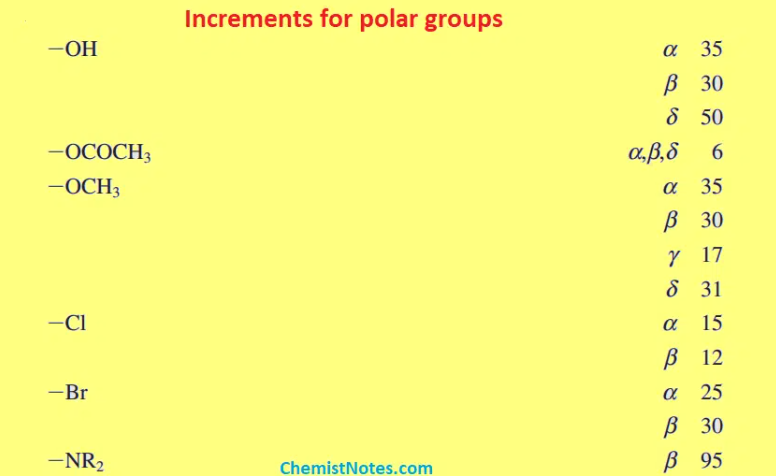 Increments for polar groups
—OH α 35
β 30
δ 50
—OCOCH₃ α,β,δ 6
—OCH₃ α 35
β 30
γ 17
δ 31
—Cl α 15
β 12
—Br α 25
β 30
—NR₂ β 95
ChemistNotes.com